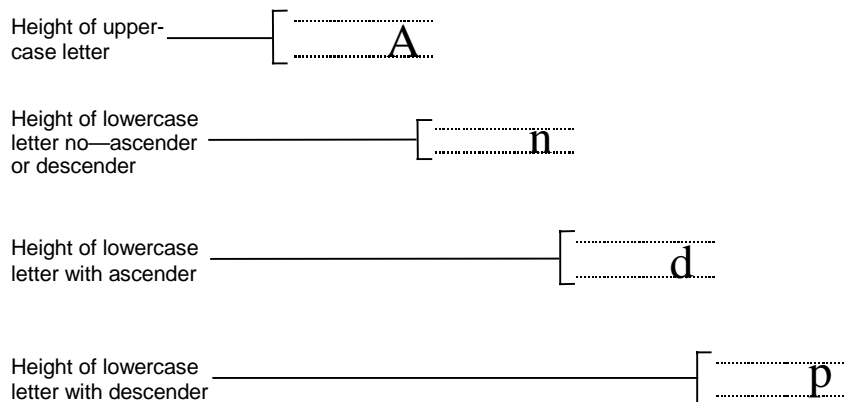 Height of upper-
case letter
A
Height of lowercase
letter no—ascender
or descender
n
Height of lowercase
letter with ascender
d
Height of lowercase
letter with descender
p